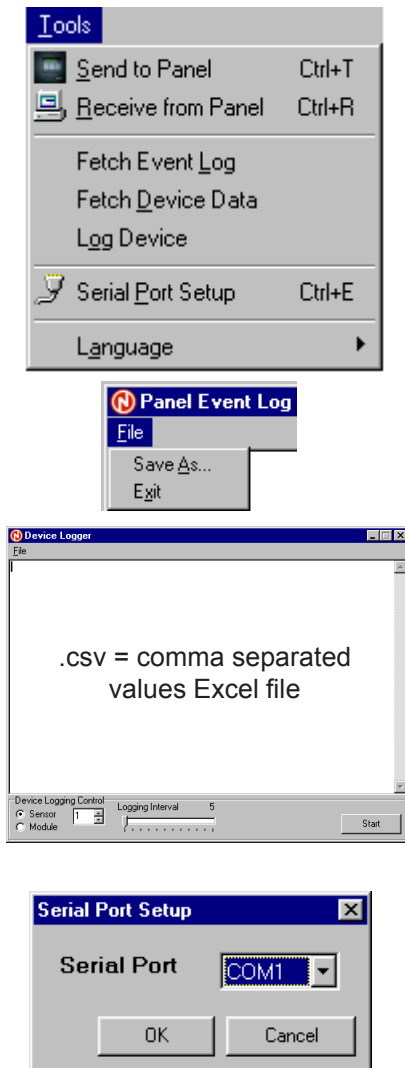 Tools
Send to Panel Ctrl+T
Receive from Panel Ctrl+R
Fetch Event Log
Fetch Device Data
Log Device
Serial Port Setup Ctrl+E
Language
Panel Event Log
File
Save As...
Exit
Device Logger
File
.csv = comma separated
values Excel file
Device Logging Control
Sensor 1 Logging Interval 5
Module
Start
Serial Port Setup
Serial Port COM1
OK Cancel